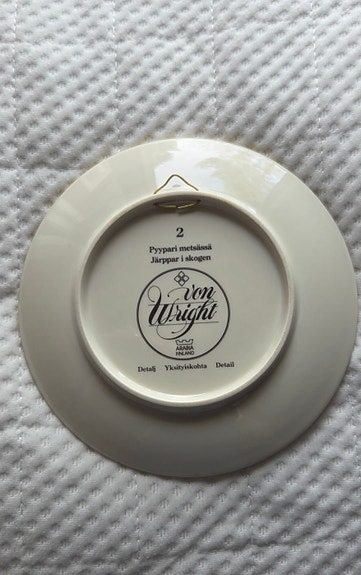 2
Pyypari metsässä
Järppar i skogen
von
Wright
ARABIA
FINLAND
Detalj Yksityiskohta Detail